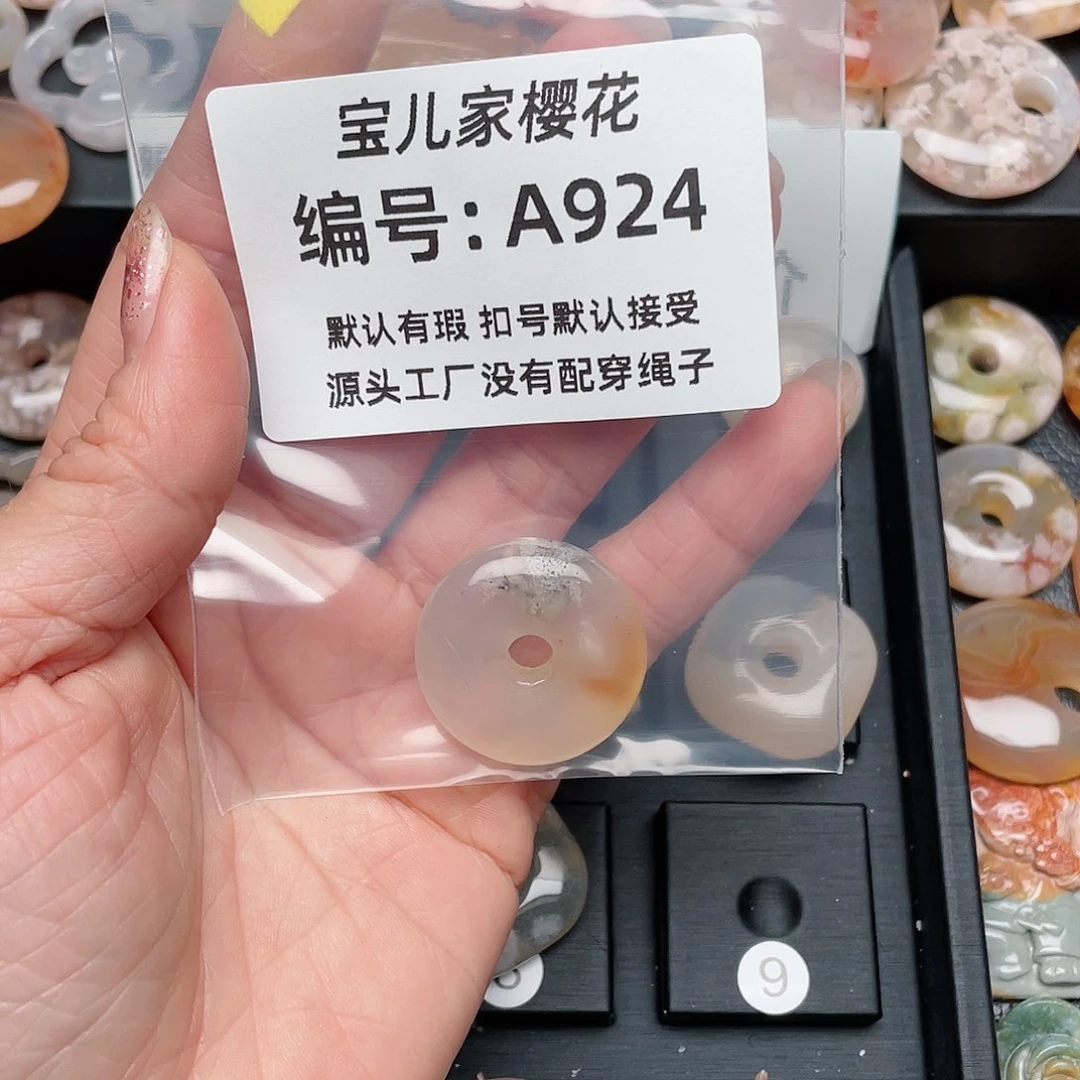 宝儿家樱花
编号：A924
默认有瑕 扣号默认接受
源头工厂没有配穿绳子
9